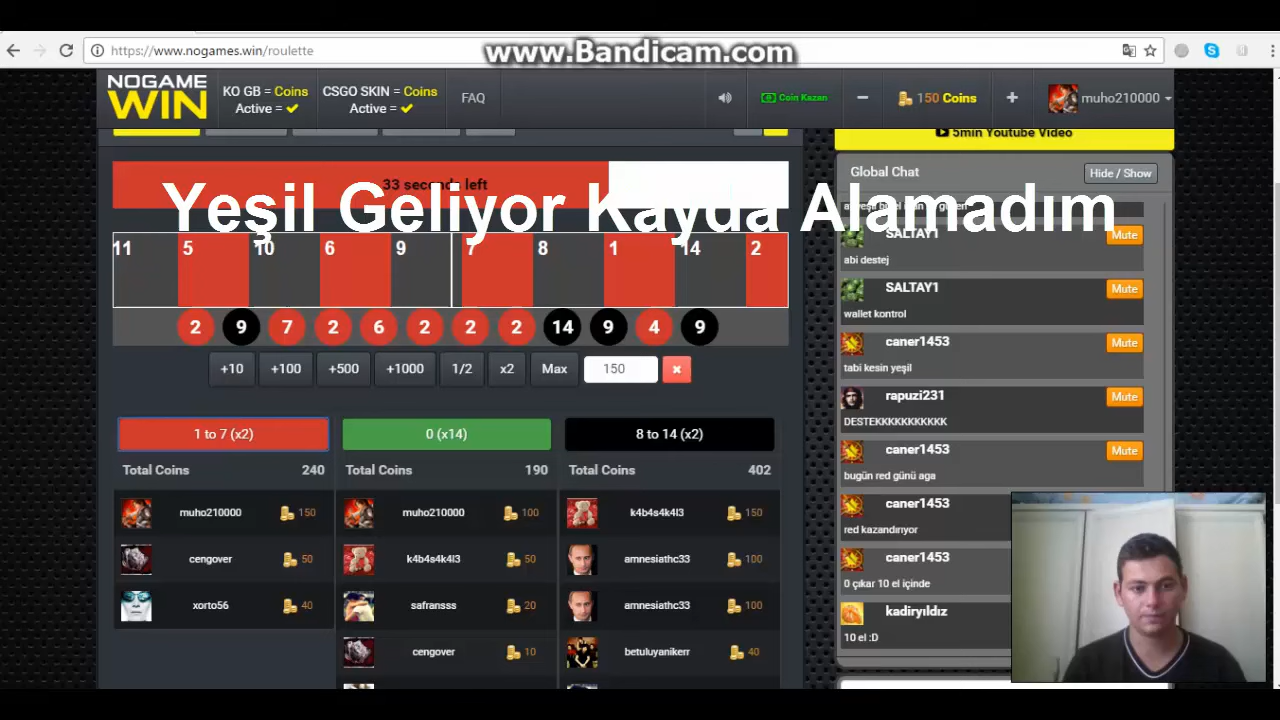 https://www.nogames.win/roulette
www.Bandicam.com
NOGAME
WIN
KO GB = Coins
Active =
CSGO SKIN = Coins
Active =
FAQ
Coin Kazan
150 Coins
muho210000
5min Youtube Video
33 seconds left
Yeşil Geliyor Kayda Alamadım
11 5 10 6 9 7 8 1 14 2
2 9 7 2 6 2 2 2 14 9 4 9
+10 +100 +500 +1000 1/2 x2 Max 150
1 to 7 (x2)
Total Coins 240
muho210000 150
cengover 50
xorto56 40
0 (x14)
Total Coins 190
muho210000 100
k4b4s4k4l3 50
safransss 20
cengover 10
8 to 14 (x2)
Total Coins 402
k4b4s4k4l3 150
amnesiathc33 100
amnesiathc33 100
betuluyanikerr 40
Global Chat
Hide / Show
SALTAY1 Mute
abi destej
SALTAY1 Mute
wallet kontrol
caner1453 Mute
tabi kesin yeşil
rapuzi231 Mute
DESTEKKKKKKKKKKK
caner1453 Mute
bugün red günü aga
caner1453
red kazandırıyor
caner1453
0 çıkar 10 el içinde
kadiryıldız
10 el :D